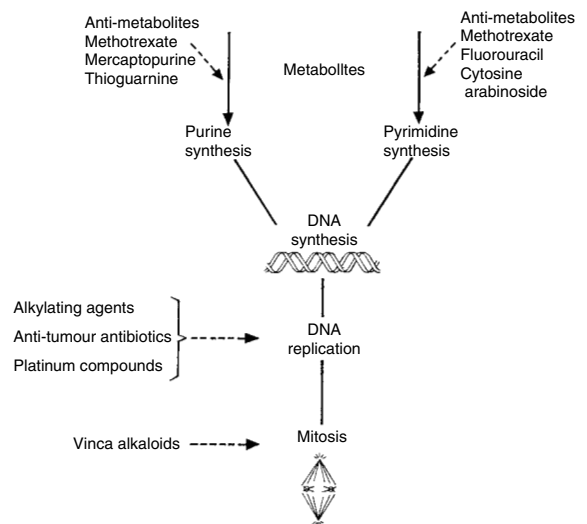 Anti-metabolites
Methotrexate
Mercaptopurine
Thioguarnine
Metabolltes
Anti-metabolites
Methotrexate
Fluorouracil
Cytosine
arabinoside
Purine
synthesis
Pyrimidine
synthesis
DNA
synthesis
Alkylating agents
Anti-tumour antibiotics
Platinum compounds
DNA
replication
Vinca alkaloids
Mitosis